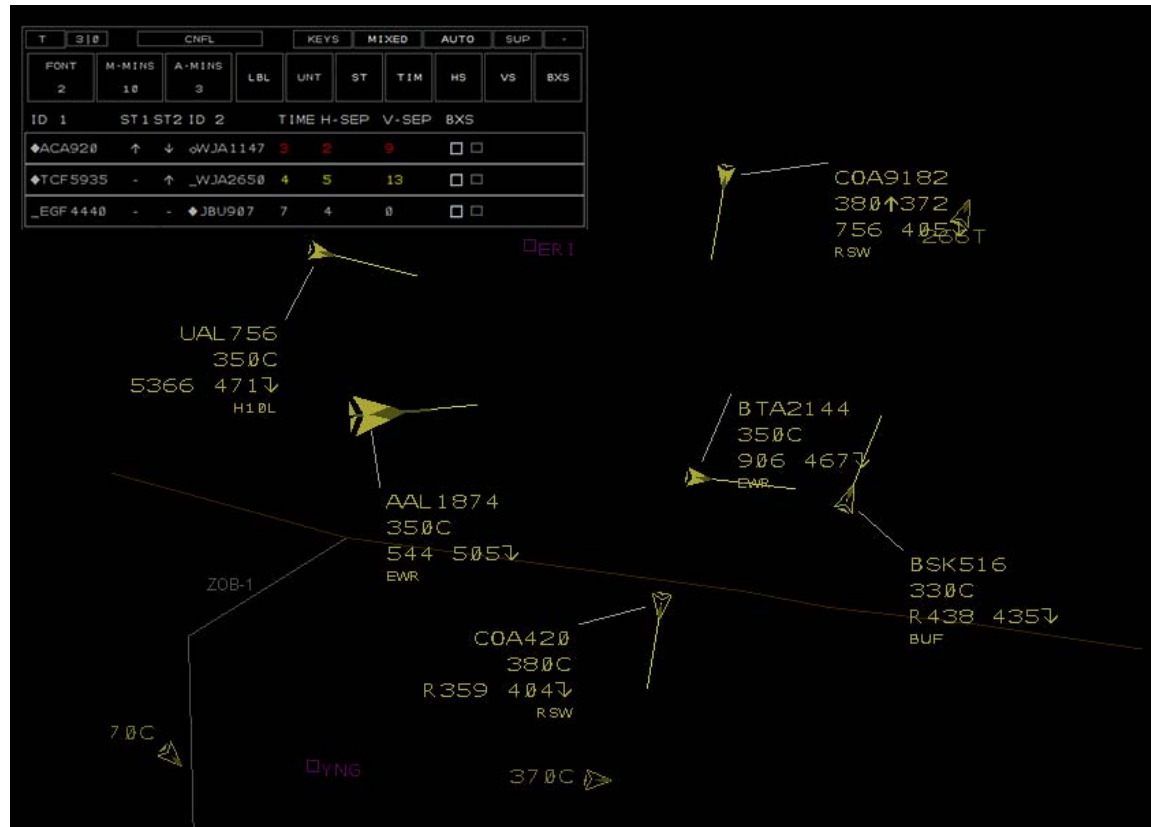 T 3|0 CNFL KEYS MIXED AUTO SUP -
FONT M-MINS A-MINS LBL UNT ST TIM HS VS BXS
2 10 3
ID 1 ST1 ST2 ID 2 TIME H-SEP V-SEP BXS
◆ACA920 ↑ ↓ ◇WJA1147 3 2 9
◆TCF5935 - ↑ _WJA2650 4 5 13
_EGF4440 - - ◆JBU907 7 4 0
COA9182
380↑372
756 405↴
RSW
266T
ERI
UAL756
350C
5366 471↴
H10L
BTA2144
350C
906 467↴
EWR
AAL1874
350C
544 505↴
EWR
BSK516
330C
R438 435↴
BUF
ZOB-1
COA420
380C
R359 404↴
RSW
70C
YNG
370C